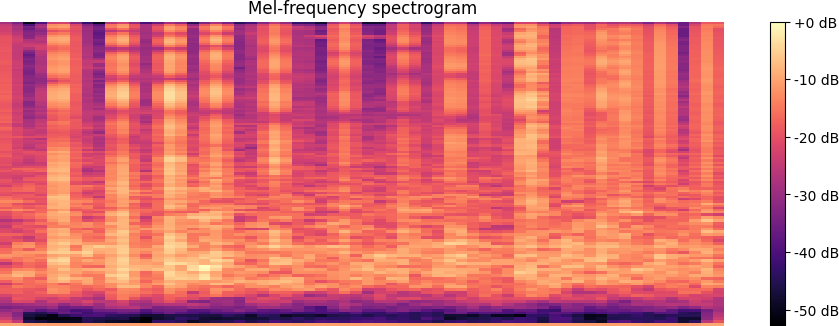 Mel-frequency spectrogram
+0 dB
-10 dB
-20 dB
-30 dB
-40 dB
-50 dB